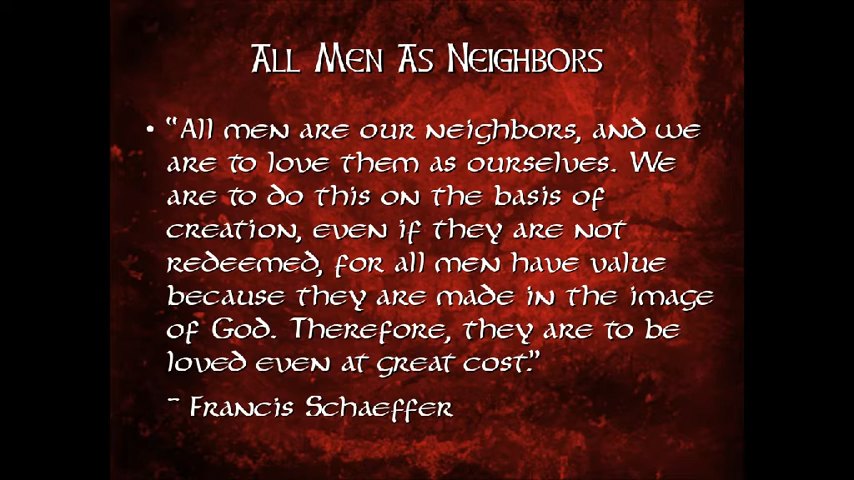 All Men As Neighbors
• “All men are our neighbors, and we
are to love them as ourselves. We
are to do this on the basis of
creation, even if they are not
redeemed, for all men have value
because they are made in the image
of God. Therefore, they are to be
loved even at great cost.”
~ Francis Schaeffer